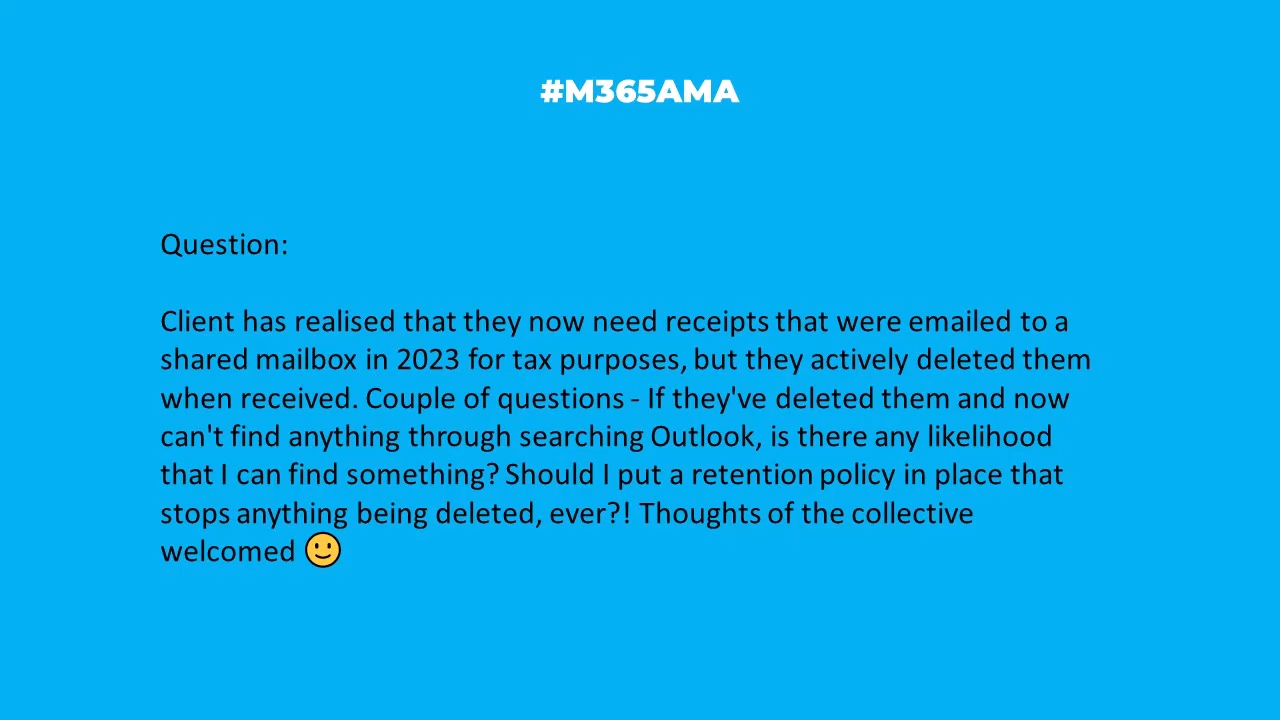 #M365AMA
Question:
Client has realised that they now need receipts that were emailed to a
shared mailbox in 2023 for tax purposes, but they actively deleted them
when received. Couple of questions - If they've deleted them and now
can't find anything through searching Outlook, is there any likelihood
that I can find something? Should I put a retention policy in place that
stops anything being deleted, ever?! Thoughts of the collective
welcomed 🙂